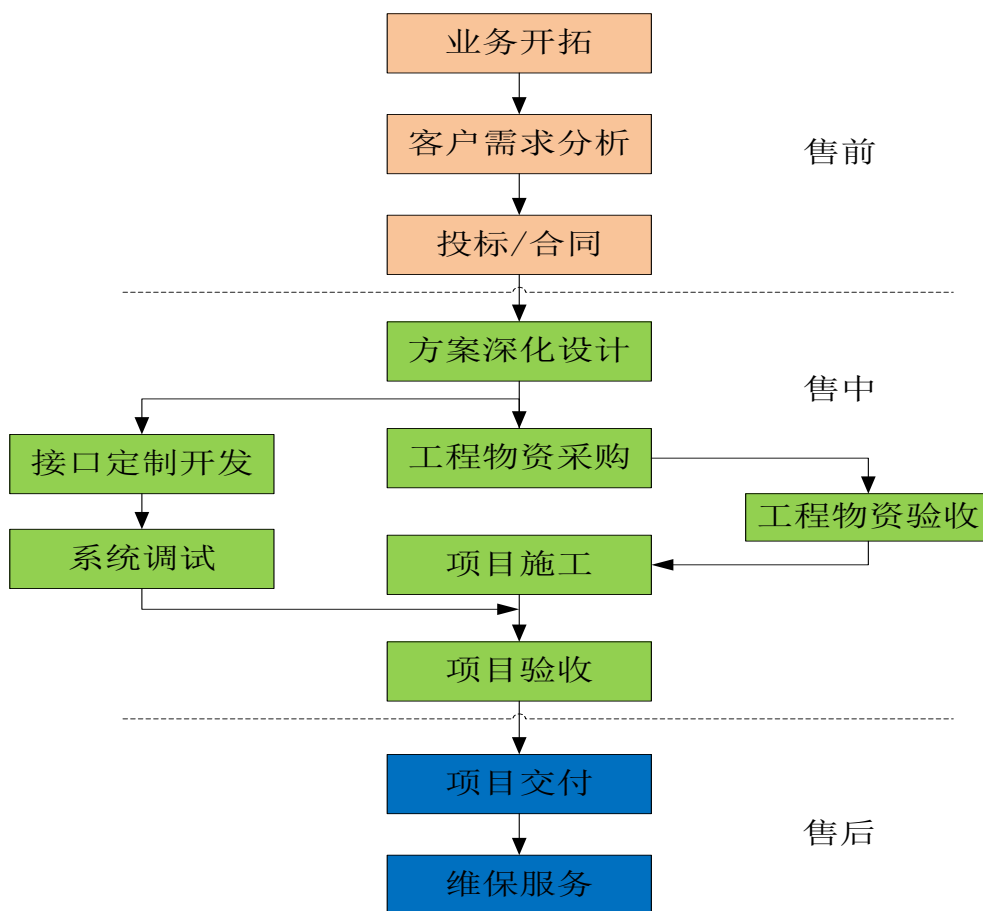 业务开拓
客户需求分析
售前
投标/合同
方案深化设计
售中
接口定制开发
工程物资采购
工程物资验收
系统调试
项目施工
项目验收
项目交付
售后
维保服务